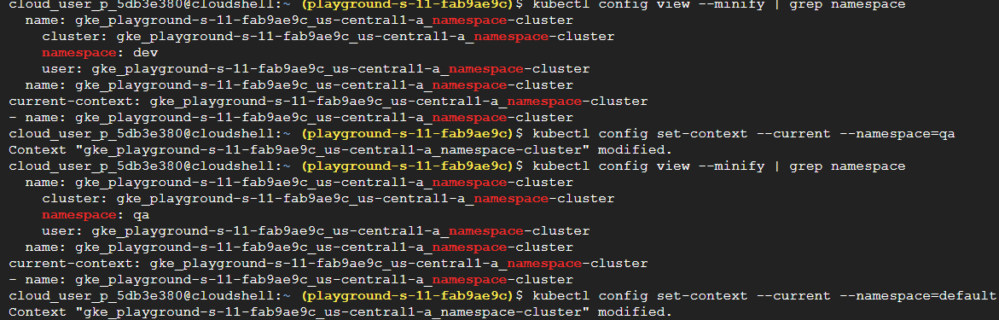 cloud_user_p_5db3e380@cloudshell:~ (playground-s-11-fab9ae9c)$ kubectl config view --minify | grep namespace
  name: gke_playground-s-11-fab9ae9c_us-central1-a_namespace-cluster
    cluster: gke_playground-s-11-fab9ae9c_us-central1-a_namespace-cluster
    namespace: dev
    user: gke_playground-s-11-fab9ae9c_us-central1-a_namespace-cluster
  name: gke_playground-s-11-fab9ae9c_us-central1-a_namespace-cluster
current-context: gke_playground-s-11-fab9ae9c_us-central1-a_namespace-cluster
- name: gke_playground-s-11-fab9ae9c_us-central1-a_namespace-cluster
cloud_user_p_5db3e380@cloudshell:~ (playground-s-11-fab9ae9c)$ kubectl config set-context --current --namespace=qa
Context "gke_playground-s-11-fab9ae9c_us-central1-a_namespace-cluster" modified.
cloud_user_p_5db3e380@cloudshell:~ (playground-s-11-fab9ae9c)$ kubectl config view --minify | grep namespace
  name: gke_playground-s-11-fab9ae9c_us-central1-a_namespace-cluster
    cluster: gke_playground-s-11-fab9ae9c_us-central1-a_namespace-cluster
    namespace: qa
    user: gke_playground-s-11-fab9ae9c_us-central1-a_namespace-cluster
  name: gke_playground-s-11-fab9ae9c_us-central1-a_namespace-cluster
current-context: gke_playground-s-11-fab9ae9c_us-central1-a_namespace-cluster
- name: gke_playground-s-11-fab9ae9c_us-central1-a_namespace-cluster
cloud_user_p_5db3e380@cloudshell:~ (playground-s-11-fab9ae9c)$ kubectl config set-context --current --namespace=default
Context "gke_playground-s-11-fab9ae9c_us-central1-a_namespace-cluster" modified.